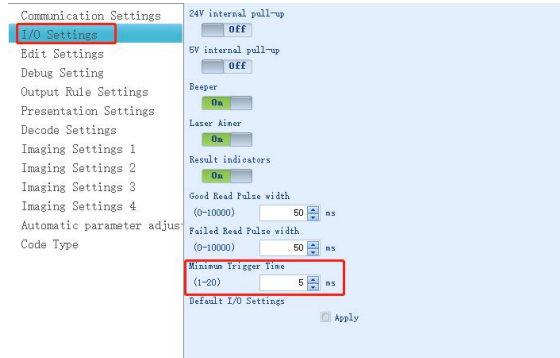 Communication Settings
I/O Settings
Edit Settings
Debug Setting
Output Rule Settings
Presentation Settings
Decode Settings
Imaging Settings 1
Imaging Settings 2
Imaging Settings 3
Imaging Settings 4
Automatic parameter adjus
Code Type
24V internal pull-up
Off
5V internal pull-up
Off
Beeper
On
Laser Aimer
On
Result indicators
On
Good Read Pulse width
(0-10000) 50 ms
Failed Read Pulse width
(0-10000) 50 ms
Minimum Trigger Time
(1-20) 5 ms
Default I/O Settings
Apply